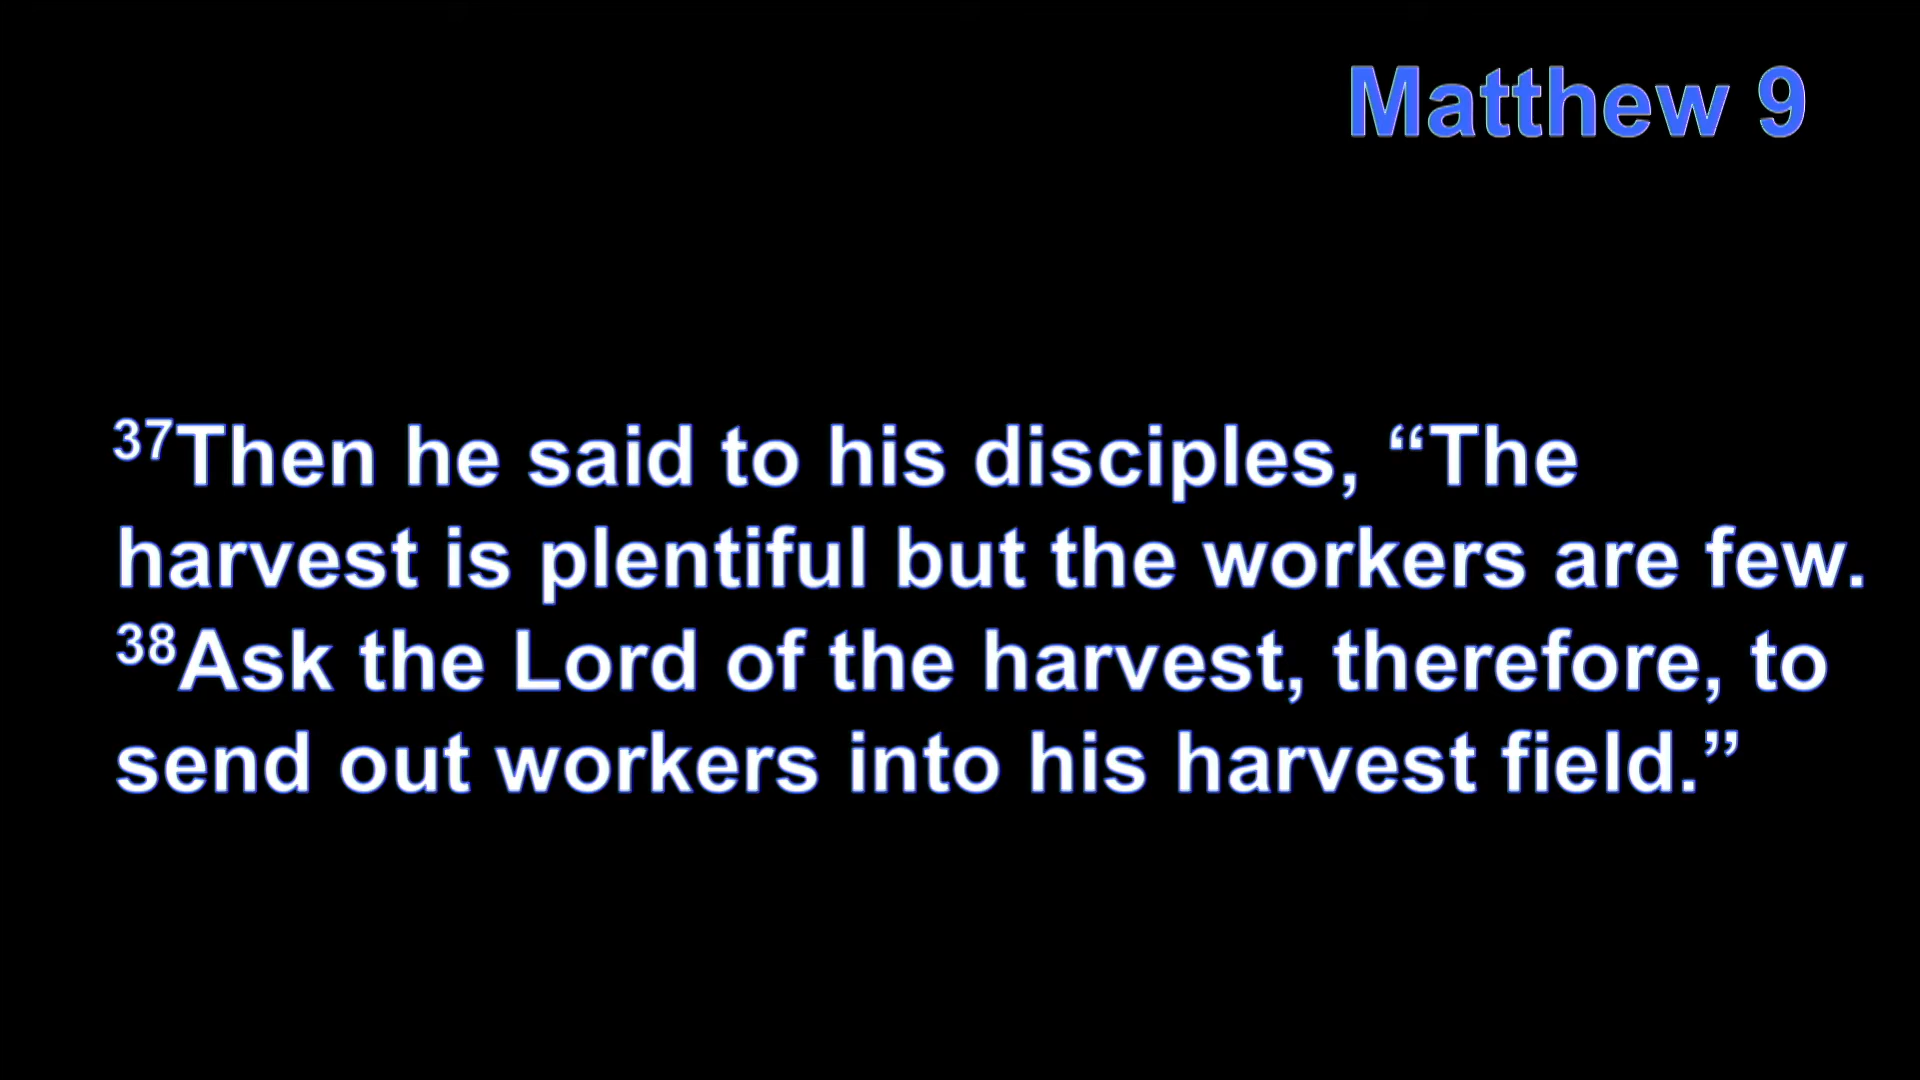 Matthew 9
³⁷Then he said to his disciples, “The
harvest is plentiful but the workers are few.
³⁸Ask the Lord of the harvest, therefore, to
send out workers into his harvest field.”